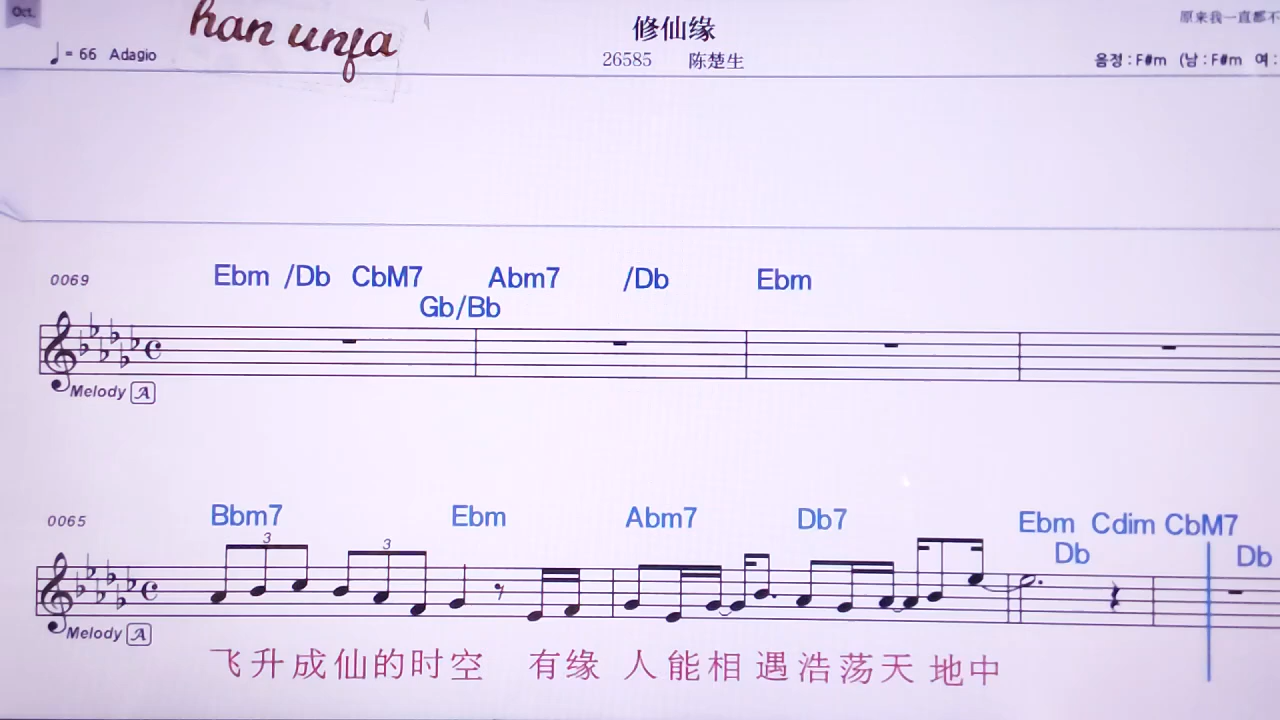 Oct.
han unfa
修仙缘
原来我一直都不
♩= 66 Adagio
26585 陈楚生
음정 : F#m (남 : F#m 여 :
0069
Ebm /Db CbM7 Abm7 /Db Ebm
Gb/Bb
Melody A
0065
Bbm7 Ebm Abm7 Db7 Ebm Cdim CbM7
Db Db
3 3
Melody A
飞升成仙的时空 有缘 人能相 遇浩荡天 地中